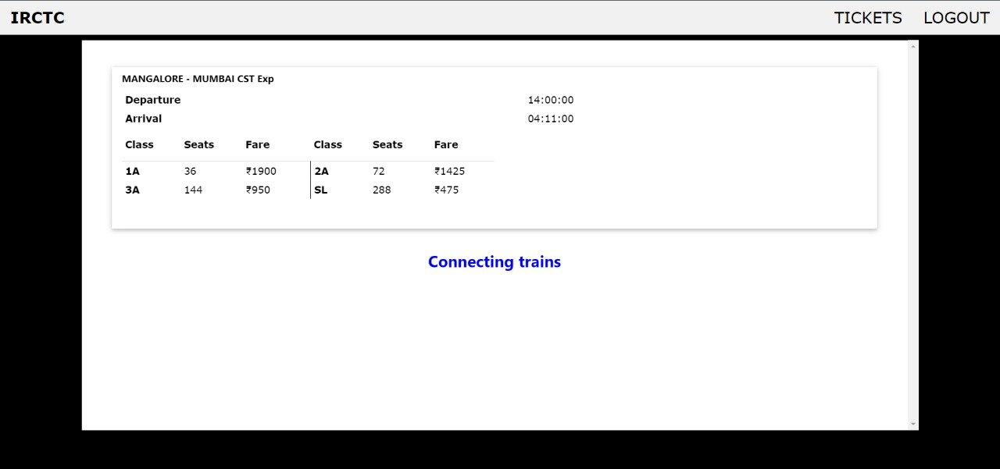 IRCTC TICKETS LOGOUT
MANGALORE - MUMBAI CST Exp
Departure 14:00:00
Arrival 04:11:00
Class Seats Fare Class Seats Fare
1A 36 ₹1900 2A 72 ₹1425
3A 144 ₹950 SL 288 ₹475
Connecting trains